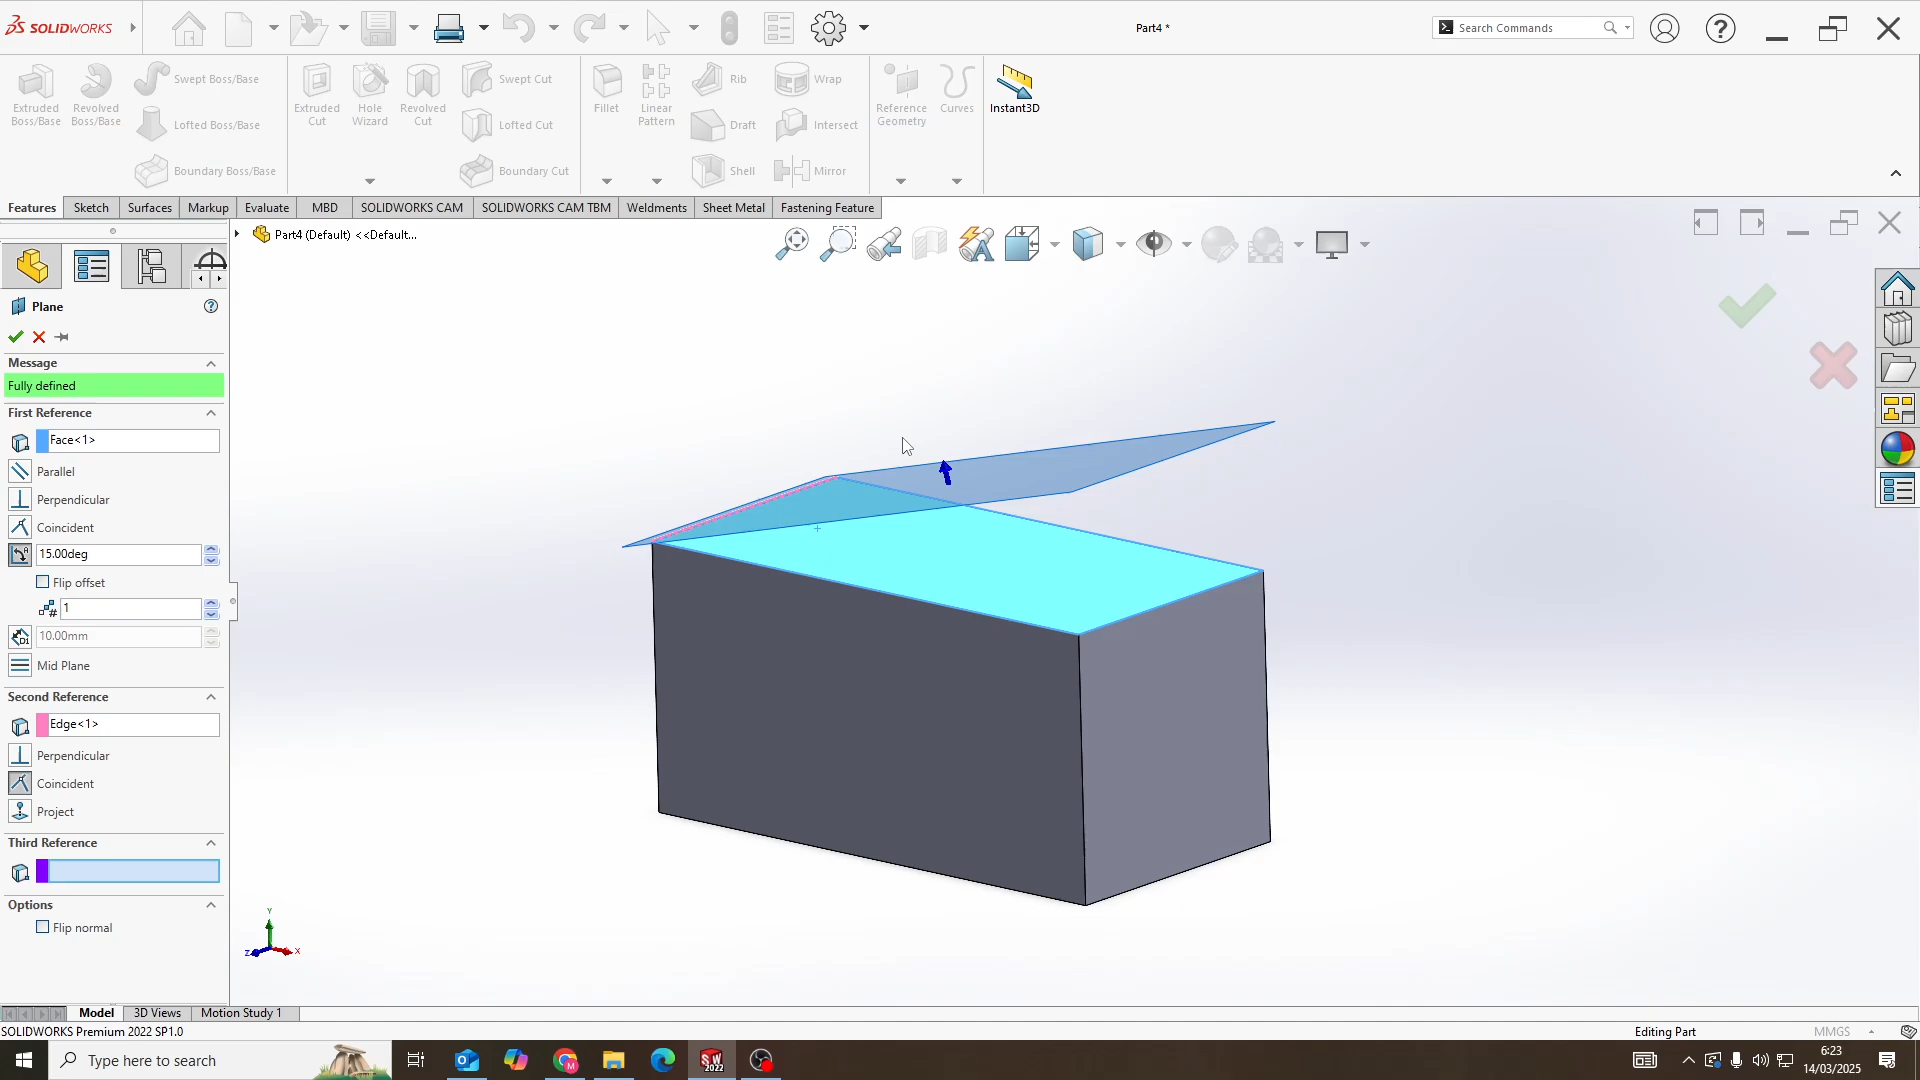 SOLIDWORKS
Part4 *
Search Commands
Extruded Boss/Base
Revolved Boss/Base
Swept Boss/Base
Lofted Boss/Base
Boundary Boss/Base
Extruded Cut
Hole Wizard
Revolved Cut
Swept Cut
Lofted Cut
Boundary Cut
Fillet
Linear Pattern
Rib
Draft
Shell
Wrap
Intersect
Mirror
Reference Geometry
Curves
Instant3D
Features
Sketch
Surfaces
Markup
Evaluate
MBD
SOLIDWORKS CAM
SOLIDWORKS CAM TBM
Weldments
Sheet Metal
Fastening Feature
Part4 (Default) <<Default...
Plane
Message
Fully defined
First Reference
Face<1>
Parallel
Perpendicular
Coincident
15.00deg
Flip offset
1
10.00mm
Mid Plane
Second Reference
Edge<1>
Perpendicular
Coincident
Project
Third Reference
Options
Flip normal
Y
Z
X
Model
3D Views
Motion Study 1
SOLIDWORKS Premium 2022 SP1.0
Editing Part
MMGS
Type here to search
SW
2022
6:23
14/03/2025